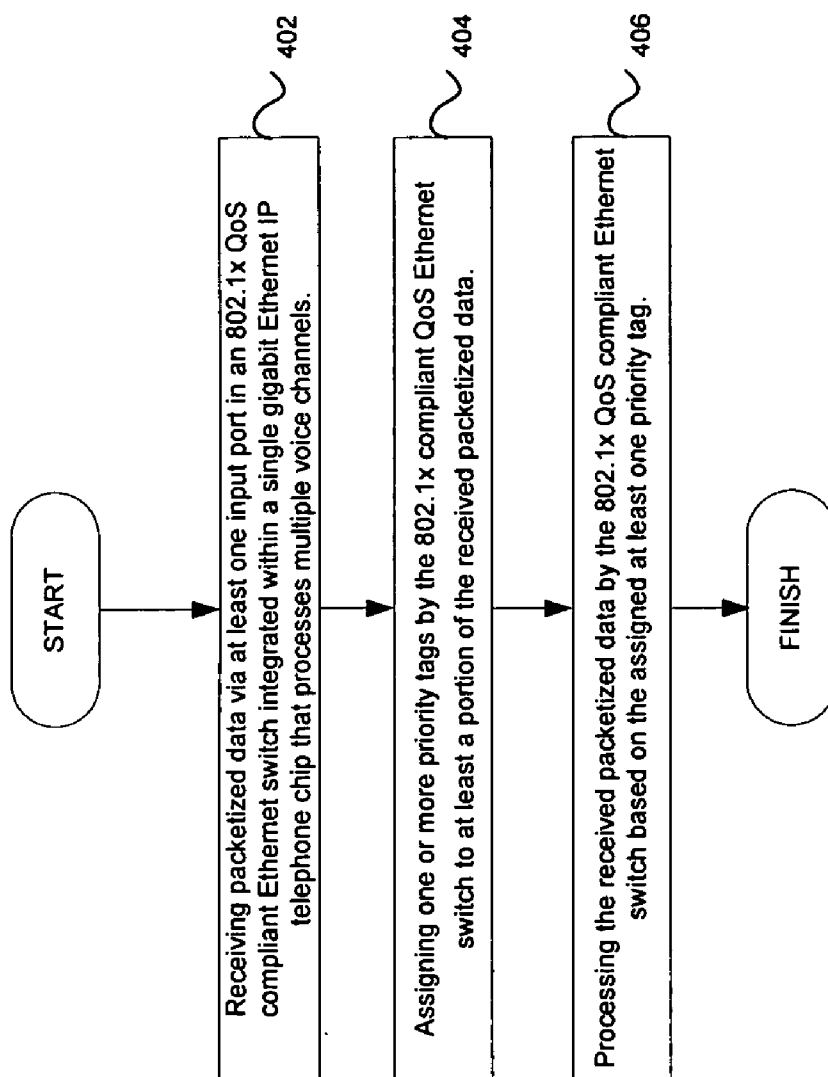 START
Receiving packetized data via at least one input port in an 802.1x QoS
compliant Ethernet switch integrated within a single gigabit Ethernet IP
telephone chip that processes multiple voice channels.
402
Assigning one or more priority tags by the 802.1x compliant QoS Ethernet
switch to at least a portion of the received packetized data.
404
Processing the received packetized data by the 802.1x QoS compliant Ethernet
switch based on the assigned at least one priority tag.
406
FINISH